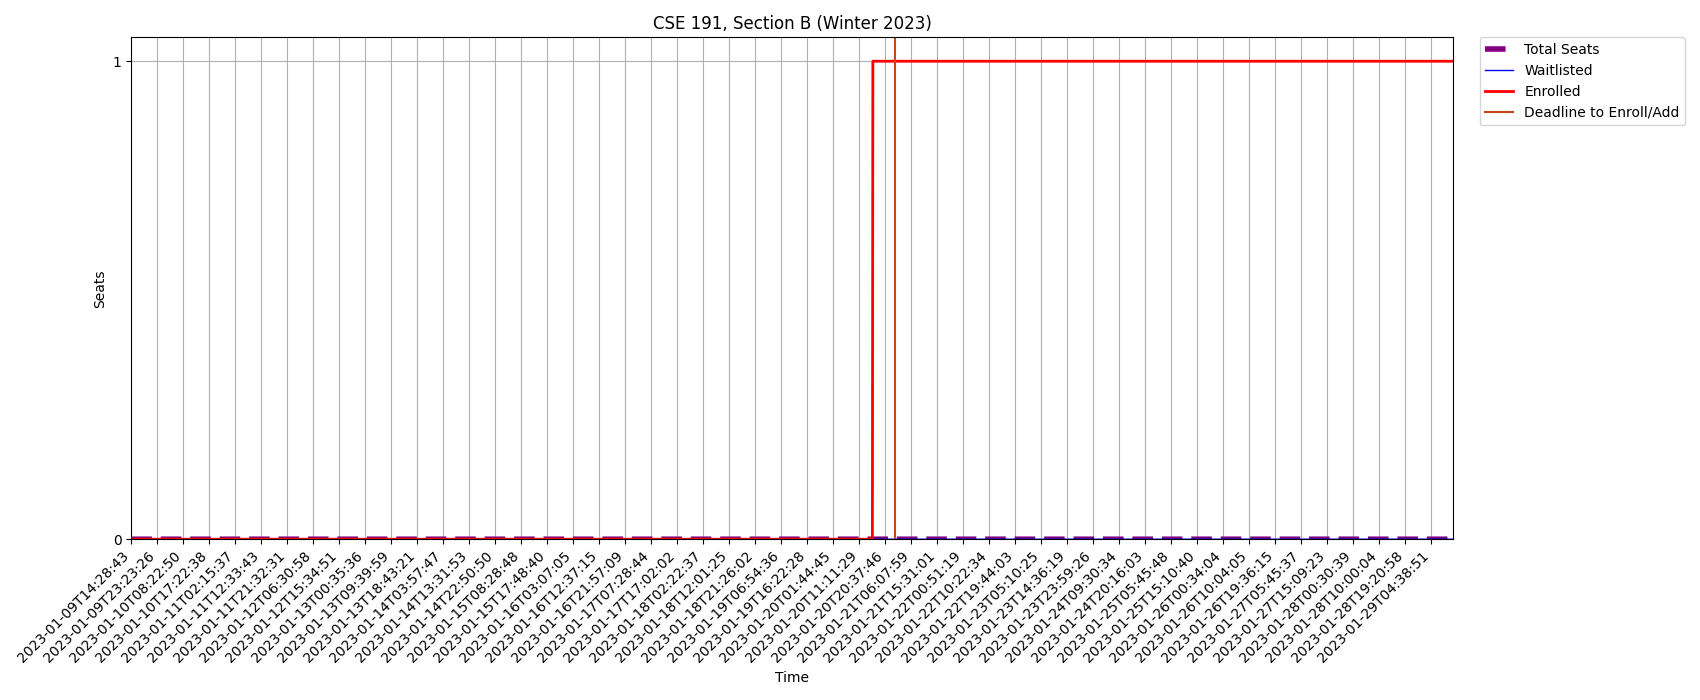 CSE 191, Section B (Winter 2023)
Total Seats
Waitlisted
Enrolled
Deadline to Enroll/Add
Seats
1
0
2023-01-09T14:28:43
2023-01-09T23:23:26
2023-01-10T08:22:50
2023-01-10T17:22:38
2023-01-11T02:15:37
2023-01-11T12:33:43
2023-01-11T21:32:31
2023-01-12T06:30:58
2023-01-12T15:34:51
2023-01-13T00:35:36
2023-01-13T09:39:59
2023-01-13T18:43:21
2023-01-14T03:57:47
2023-01-14T13:31:53
2023-01-14T22:50:50
2023-01-15T08:28:48
2023-01-15T17:48:40
2023-01-16T03:07:05
2023-01-16T12:37:15
2023-01-16T21:57:09
2023-01-17T07:28:44
2023-01-17T17:02:02
2023-01-18T02:22:37
2023-01-18T12:01:25
2023-01-18T21:26:02
2023-01-19T06:54:36
2023-01-19T16:22:28
2023-01-20T01:44:45
2023-01-20T11:11:29
2023-01-20T20:37:46
2023-01-21T06:07:59
2023-01-21T15:31:01
2023-01-22T00:51:19
2023-01-22T10:22:34
2023-01-22T19:44:03
2023-01-23T05:10:25
2023-01-23T14:36:19
2023-01-23T23:59:26
2023-01-24T09:30:34
2023-01-24T20:16:03
2023-01-25T05:45:48
2023-01-25T15:10:40
2023-01-26T00:34:04
2023-01-26T10:04:05
2023-01-26T19:36:15
2023-01-27T05:45:37
2023-01-27T15:09:23
2023-01-28T00:30:39
2023-01-28T10:00:04
2023-01-28T19:20:58
2023-01-29T04:38:51
Time